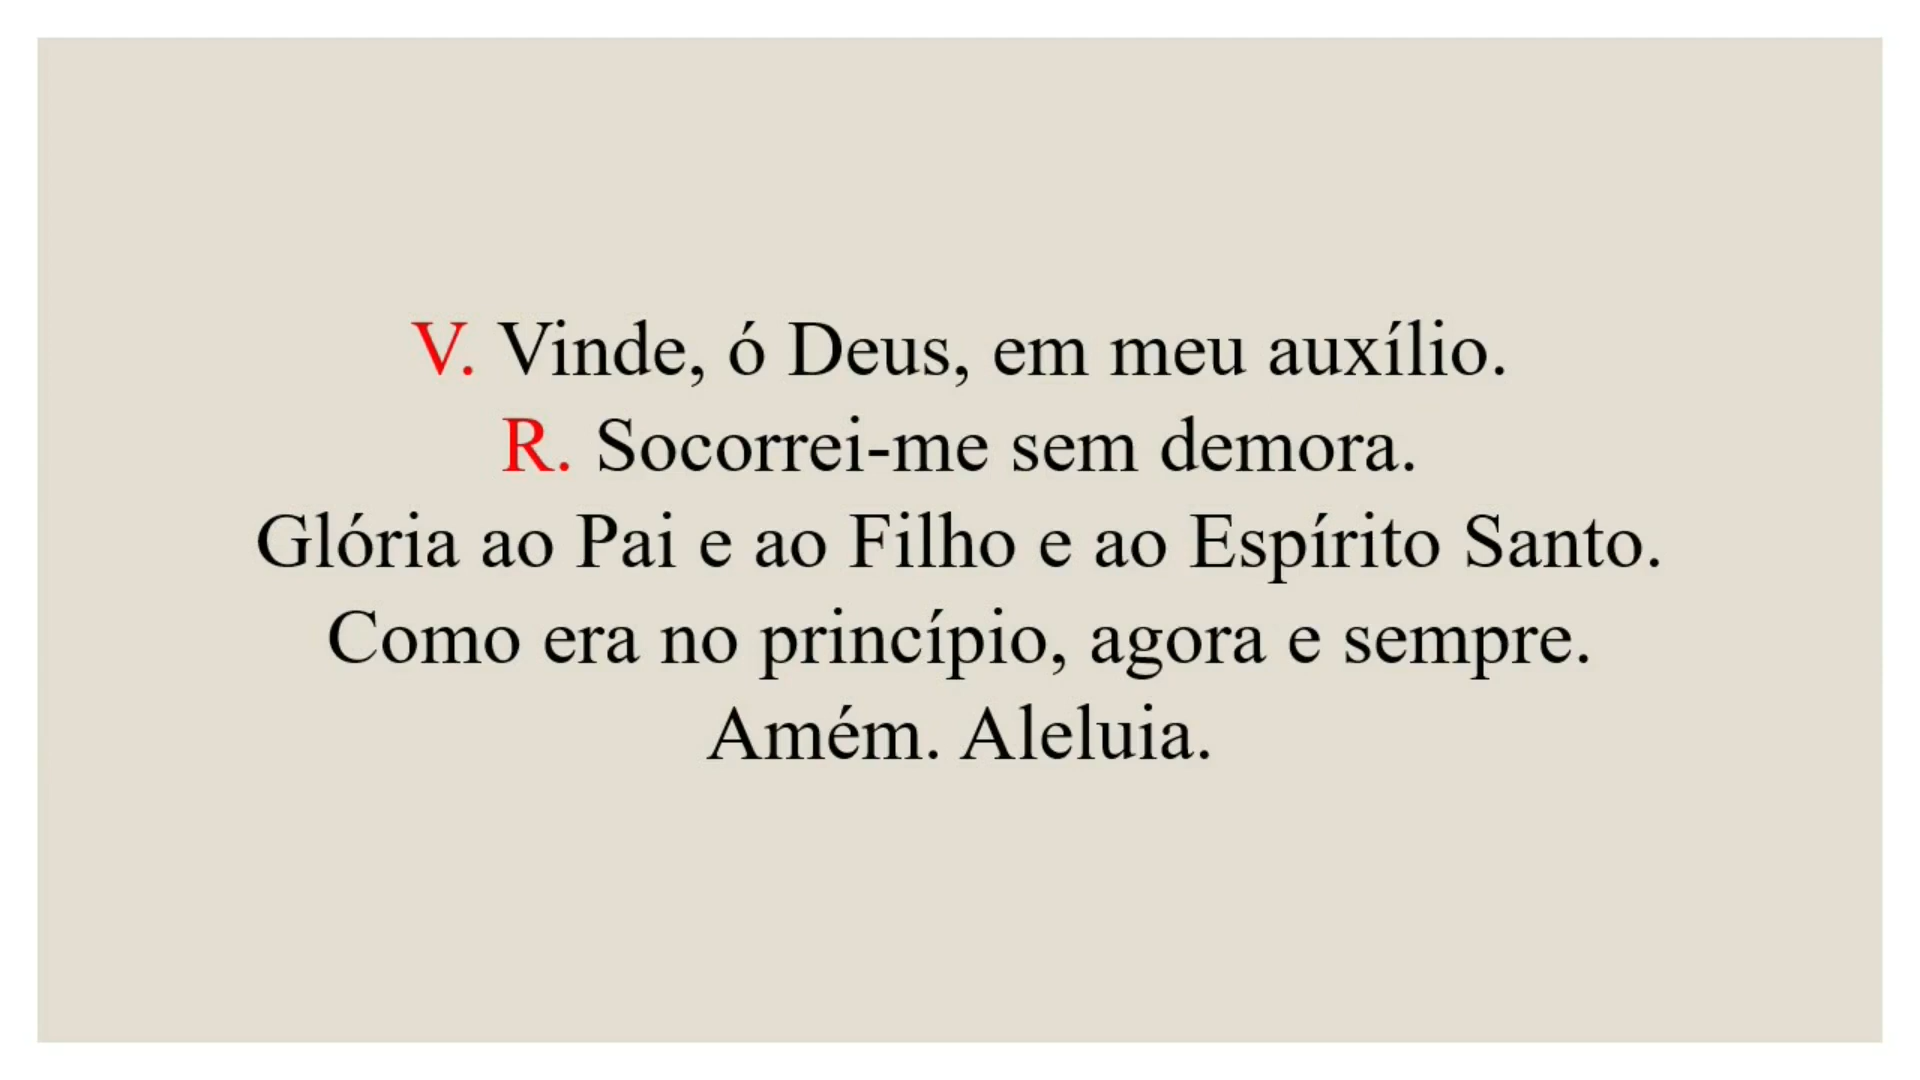 V. Vinde, ó Deus, em meu auxílio.
R. Socorrei-me sem demora.
Glória ao Pai e ao Filho e ao Espírito Santo.
Como era no princípio, agora e sempre.
Amém. Aleluia.